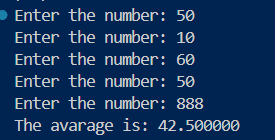 Enter the number: 50
Enter the number: 10
Enter the number: 60
Enter the number: 50
Enter the number: 888
The avarage is: 42.500000